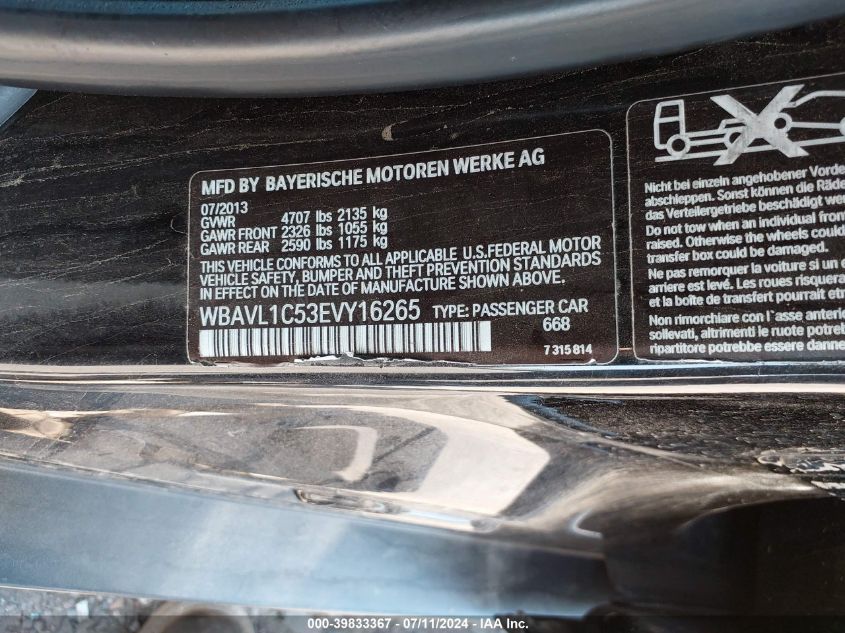 MFD BY BAYERISCHE MOTOREN WERKE AG
07/2013
GVWR 4707 lbs 2135 kg
GAWR FRONT 2326 lbs 1055 kg
GAWR REAR 2590 lbs 1175 kg
THIS VEHICLE CONFORMS TO ALL APPLICABLE U.S.FEDERAL MOTOR
VEHICLE SAFETY, BUMPER AND THEFT PREVENTION STANDARDS
IN EFFECT ON THE DATE OF MANUFACTURE SHOWN ABOVE.
WBAVL1C53EVY16265 TYPE: PASSENGER CAR
668
7 315 814
Nicht bei einzeln angehobener Vorde
abschleppen. Sonst können die Räde
das Verteilergetriebe beschädigt werde
Do not tow when an individual front
raised. Otherwise the wheels could
transfer box could be damaged.
Ne pas remorquer la voiture si un e
arriere est levé. Les roues risquera
et la boîte de transfert pourrait etr
Non rimorchiare con l'asse anterio
sollevati, altrimenti le ruote potreb
ripartitore potrebbe essere danne
000-39833367 - 07/11/2024 - IAA Inc.